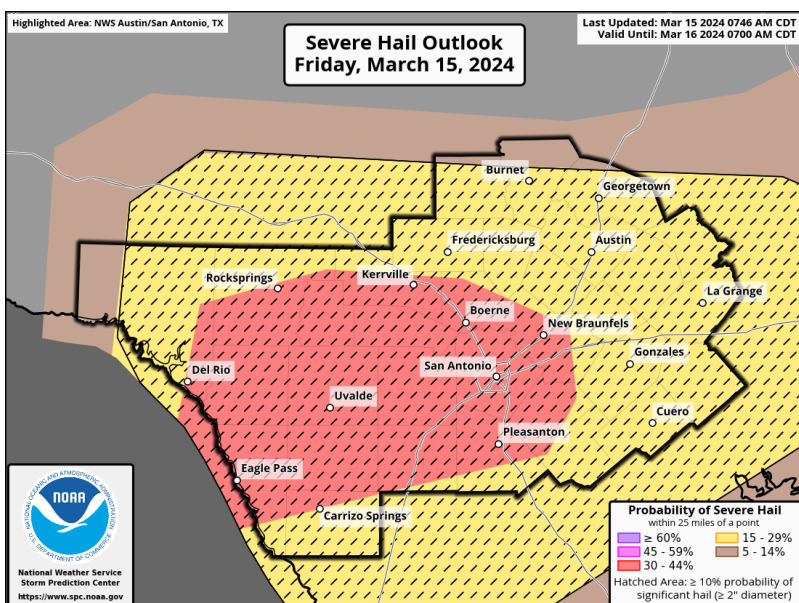 Highlighted Area: NWS Austin/San Antonio, TX
Severe Hail Outlook
Friday, March 15, 2024
Last Updated: Mar 15 2024 0746 AM CDT
Valid Until: Mar 16 2024 0700 AM CDT
Burnet
Georgetown
Fredericksburg
Austin
Rocksprings
Kerrville
La Grange
Boerne
New Braunfels
Gonzales
San Antonio
Del Rio
Uvalde
Cuero
Pleasanton
Eagle Pass
Carrizo Springs
NATIONAL OCEANIC AND ATMOSPHERIC ADMINISTRATION
NOAA
U.S. DEPARTMENT OF COMMERCE
National Weather Service
Storm Prediction Center
https://www.spc.noaa.gov
Probability of Severe Hail
within 25 miles of a point
≥ 60%
15 - 29%
45 - 59%
5 - 14%
30 - 44%
Hatched Area: ≥ 10% probability of
significant hail (≥ 2" diameter)